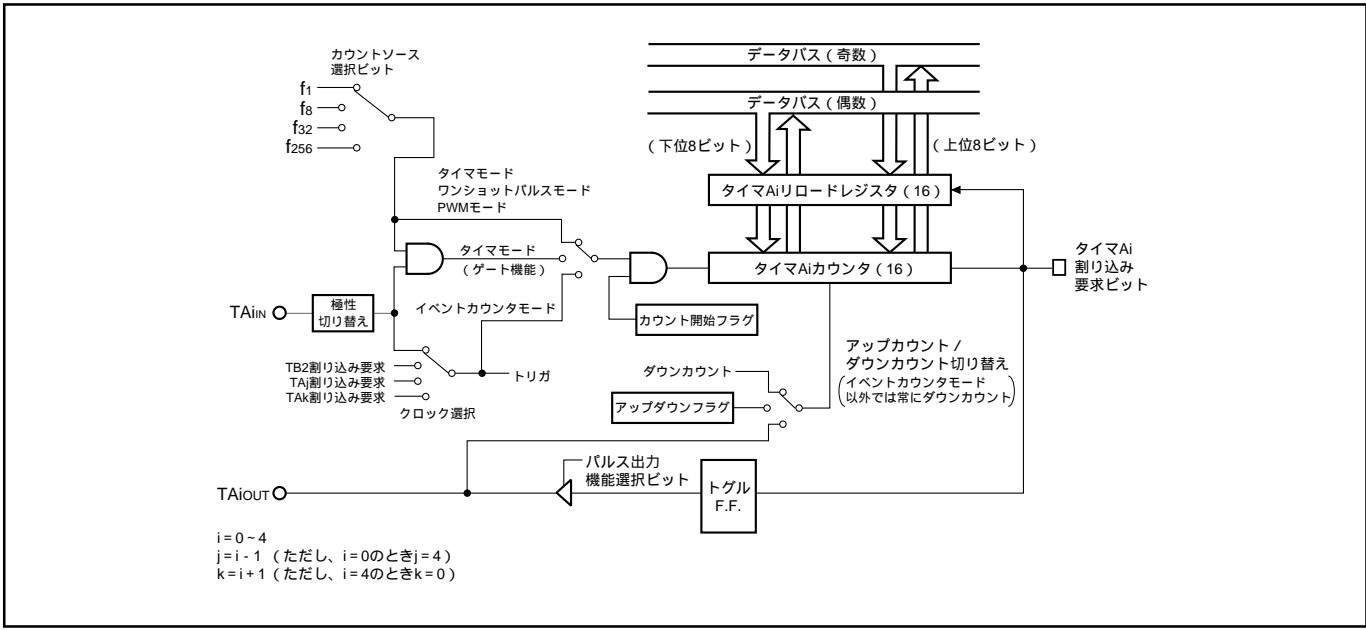 カウントソース
選択ビット
f1
f8
f32
f256
データバス(奇数)
データバス(偶数)
(下位8ビット)
(上位8ビット)
タイマAiリロードレジスタ(16)
タイマモード
ワンショットパルスモード
PWMモード
タイマモード
(ゲート機能)
タイマAiカウンタ(16)
タイマAi
割り込み
要求ビット
TAiIN
極性
切り替え
イベントカウンタモード
カウント開始フラグ
TB2割り込み要求
TAj割り込み要求
TAk割り込み要求
クロック選択
トリガ
ダウンカウント
アップダウンフラグ
アップカウント/
ダウンカウント切り替え
(イベントカウンタモード
以外では常にダウンカウント)
TAiOUT
パルス出力
機能選択ビット
トグル
F.F.
i=0~4
j=i-1(ただし、i=0のときj=4)
k=i+1(ただし、i=4のときk=0)